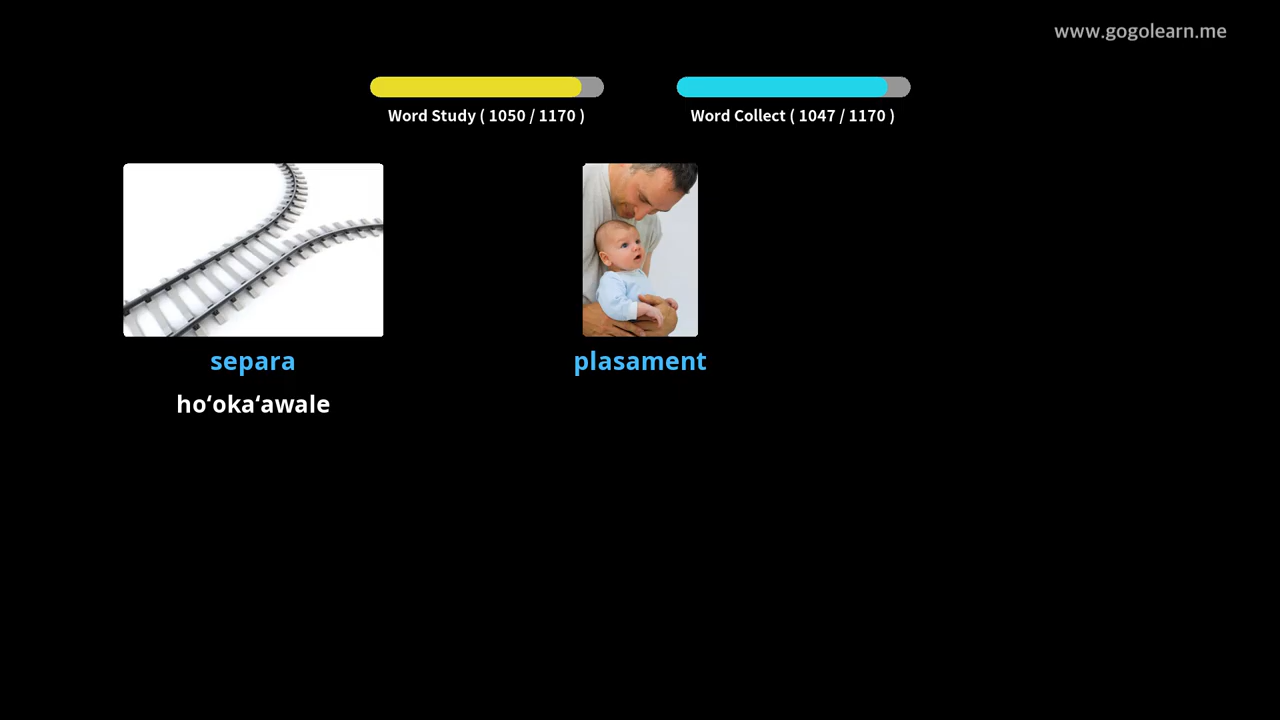 www.gogolearn.me
Word Study ( 1050 / 1170 )
Word Collect ( 1047 / 1170 )
separa
hoʻokaʻawale
plasament